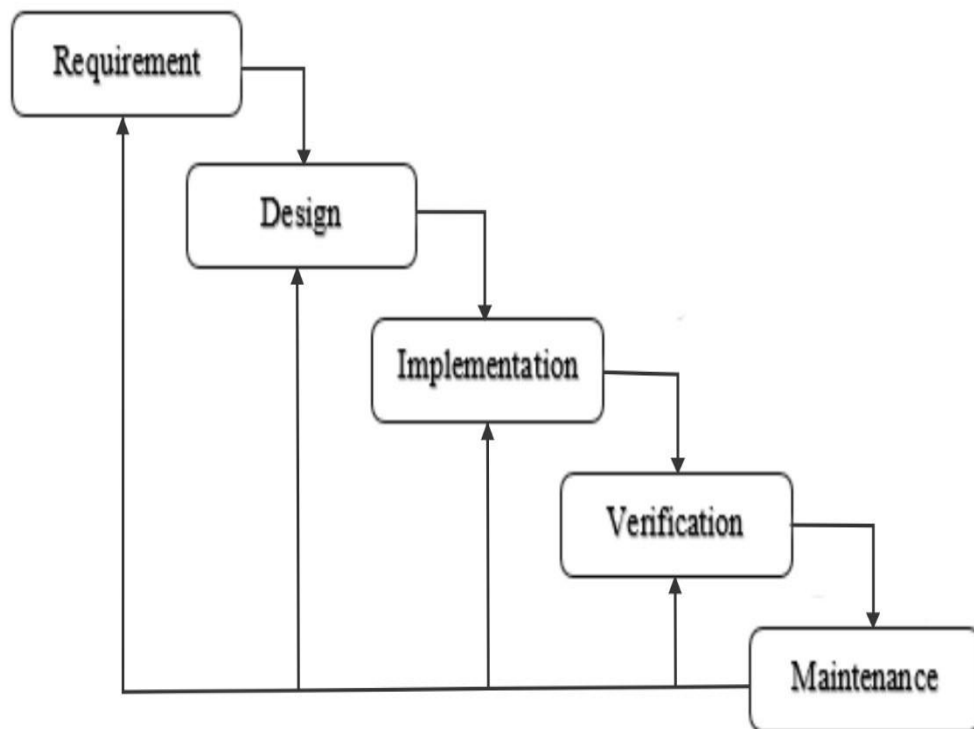 Requirement
Design
Implementation
Verification
Maintenance